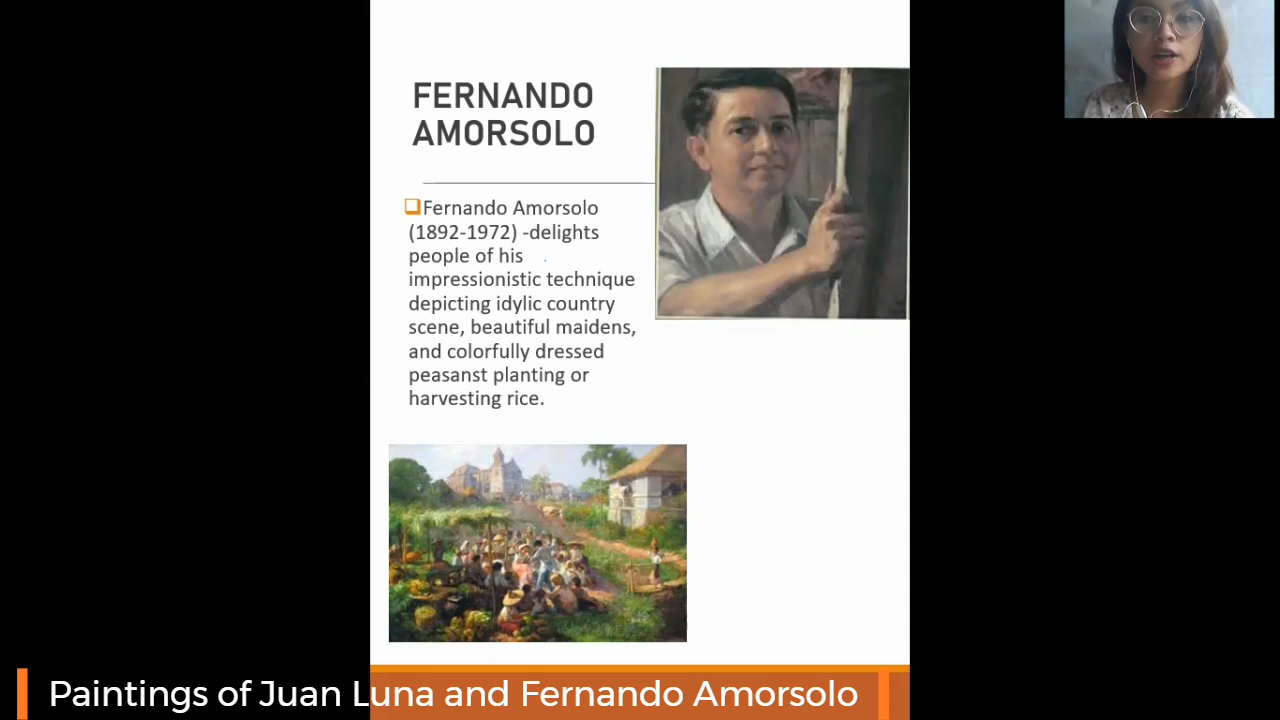 FERNANDO
AMORSOLO
❑Fernando Amorsolo
(1892-1972) -delights
people of his
impressionistic technique
depicting idylic country
scene, beautiful maidens,
and colorfully dressed
peasanst planting or
harvesting rice.
Paintings of Juan Luna and Fernando Amorsolo